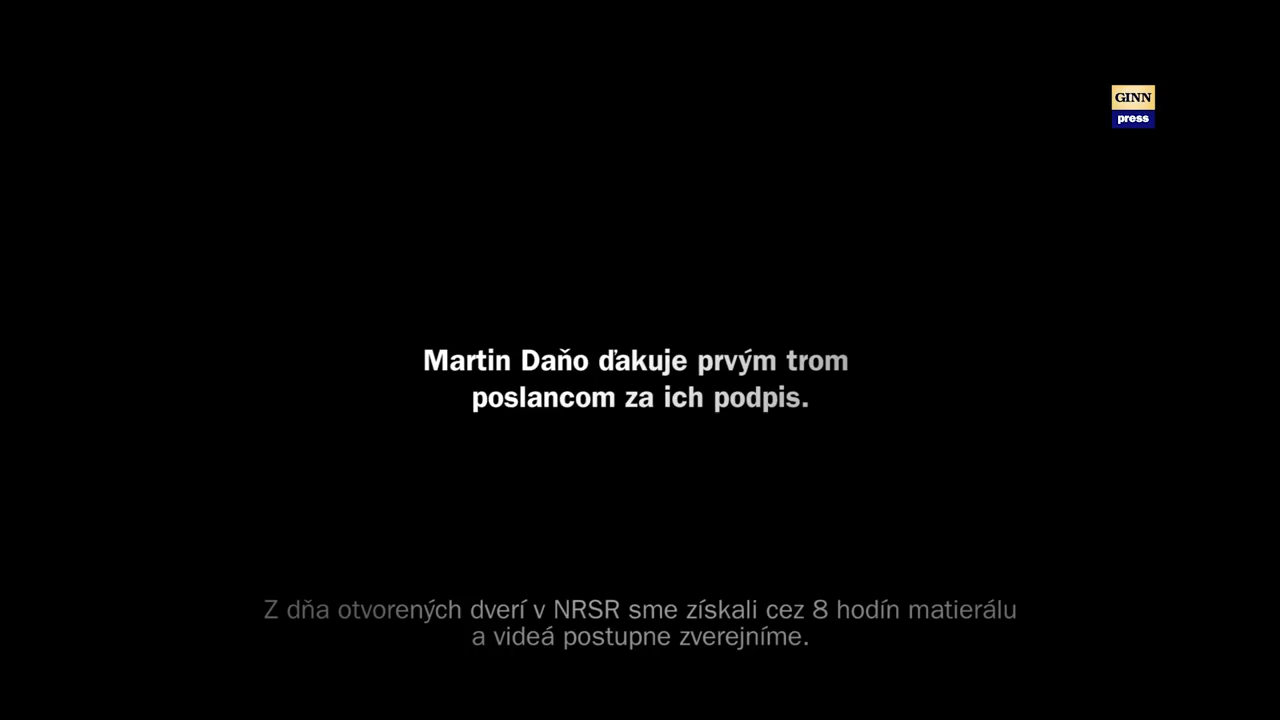 GINN
press
Martin Daňo ďakuje prvým trom
poslancom za ich podpis.
Z dňa otvorených dverí v NRSR sme získali cez 8 hodín matierálu
a videá postupne zverejníme.